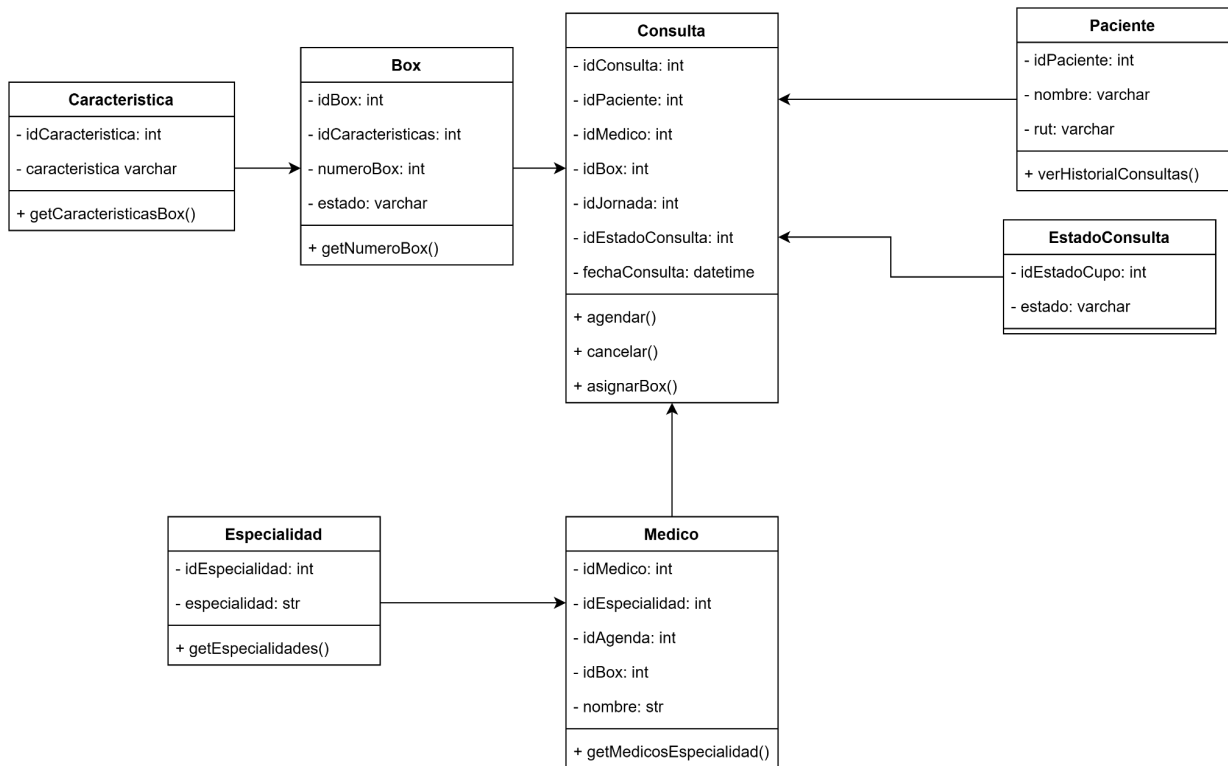 Caracteristica
- idCaracteristica: int
- caracteristica varchar
+ getCaracteristicasBox()
Box
- idBox: int
- idCaracteristicas: int
- numeroBox: int
- estado: varchar
+ getNumeroBox()
Consulta
- idConsulta: int
- idPaciente: int
- idMedico: int
- idBox: int
- idJornada: int
- idEstadoConsulta: int
- fechaConsulta: datetime
+ agendar()
+ cancelar()
+ asignarBox()
Paciente
- idPaciente: int
- nombre: varchar
- rut: varchar
+ verHistorialConsultas()
EstadoConsulta
- idEstadoCupo: int
- estado: varchar
Especialidad
- idEspecialidad: int
- especialidad: str
+ getEspecialidades()
Medico
- idMedico: int
- idEspecialidad: int
- idAgenda: int
- idBox: int
- nombre: str
+ getMedicosEspecialidad()